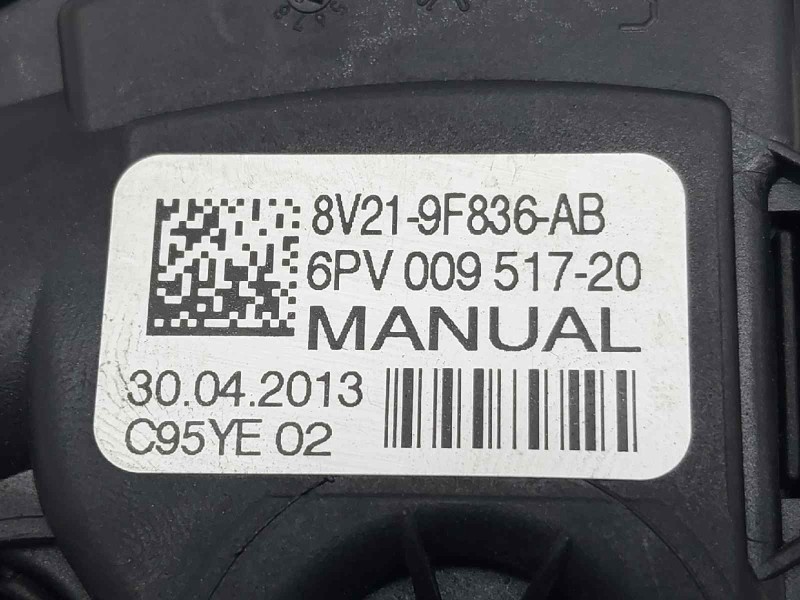 8V21-9F836-AB
6PV 009 517-20
MANUAL
30.04.2013
C95YE 02